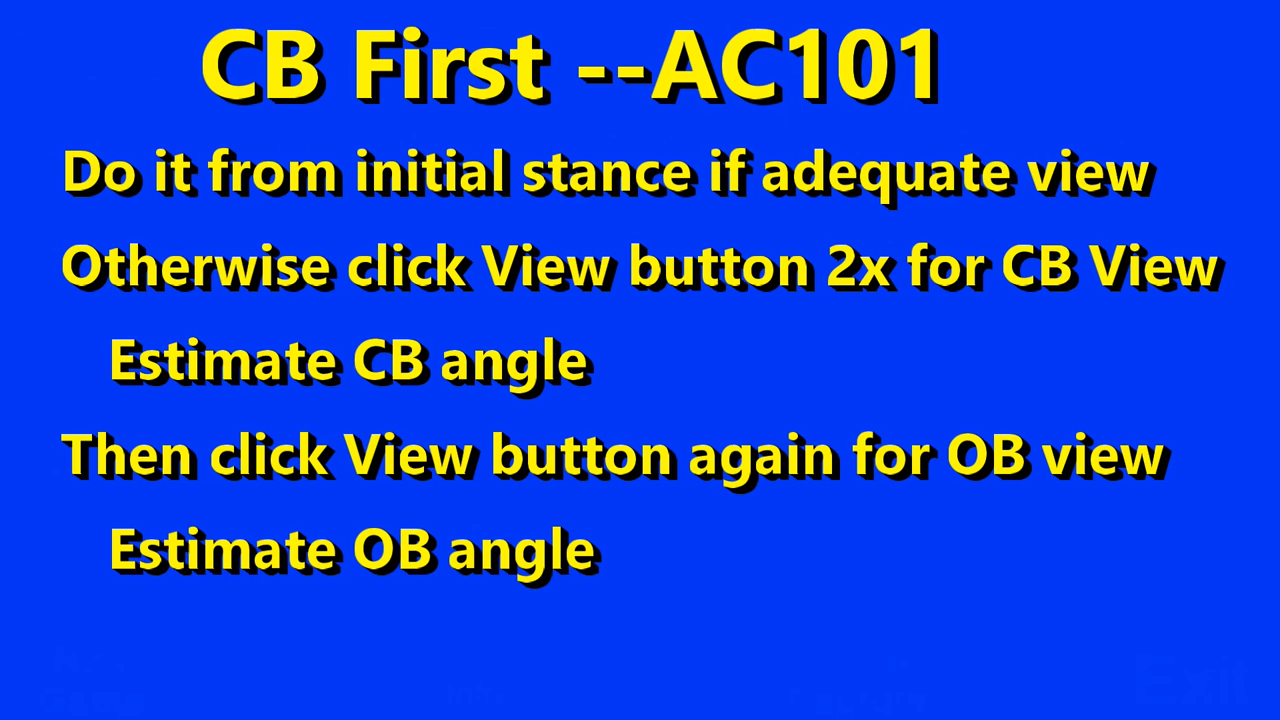 CB First --AC101
Do it from initial stance if adequate view
Otherwise click View button 2x for CB View
Estimate CB angle
Then click View button again for OB view
Estimate OB angle
Exit